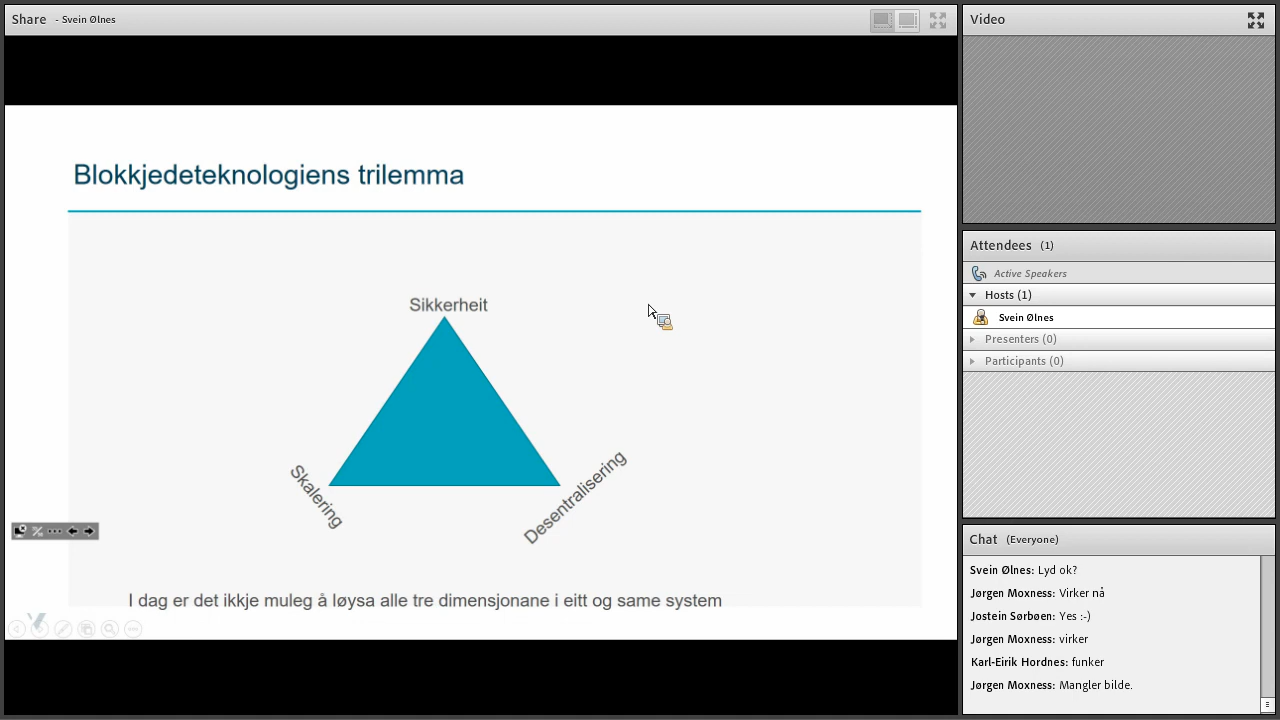 Share - Svein Ølnes
Blokkjedeteknologiens trilemma
Sikkerheit
Skalering
Desentralisering
I dag er det ikkje muleg å løysa alle tre dimensjonane i eitt og same system
Video
Attendees (1)
Active Speakers
Hosts (1)
Svein Ølnes
Presenters (0)
Participants (0)
Chat (Everyone)
Svein Ølnes: Lyd ok?
Jørgen Moxness: Virker nå
Jostein Sørbøen: Yes :-)
Jørgen Moxness: virker
Karl-Eirik Hordnes: funker
Jørgen Moxness: Mangler bilde.